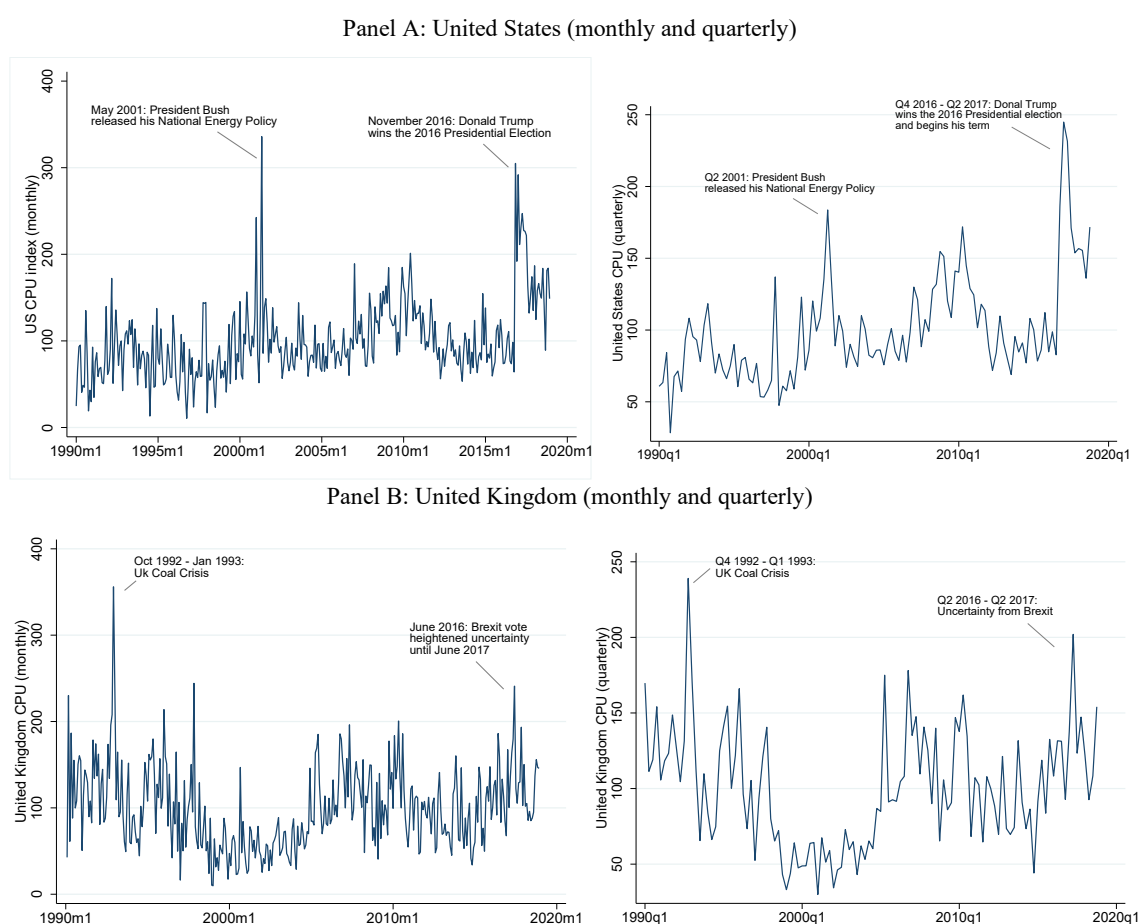 Panel A: United States (monthly and quarterly)
400
300
200
100
0
US CPU index (monthly)
May 2001: President Bush
released his National Energy Policy
November 2016: Donald Trump
wins the 2016 Presidential Election
1990m1
1995m1
2000m1
2005m1
2010m1
2015m1
2020m1
250
200
150
100
50
United States CPU (quarterly)
Q4 2016 - Q2 2017: Donal Trump
wins the 2016 Presidential election
and begins his term
Q2 2001: President Bush
released his National Energy Policy
1990q1
2000q1
2010q1
2020q1
Panel B: United Kingdom (monthly and quarterly)
400
300
200
100
0
United Kingdom CPU (monthly)
Oct 1992 - Jan 1993:
Uk Coal Crisis
June 2016: Brexit vote
heightened uncertainty
until June 2017
1990m1
2000m1
2010m1
2020m1
250
200
150
100
50
United Kingdom CPU (quarterly)
Q4 1992 - Q1 1993:
UK Coal Crisis
Q2 2016 - Q2 2017:
Uncertainty from Brexit
1990q1
2000q1
2010q1
2020q1